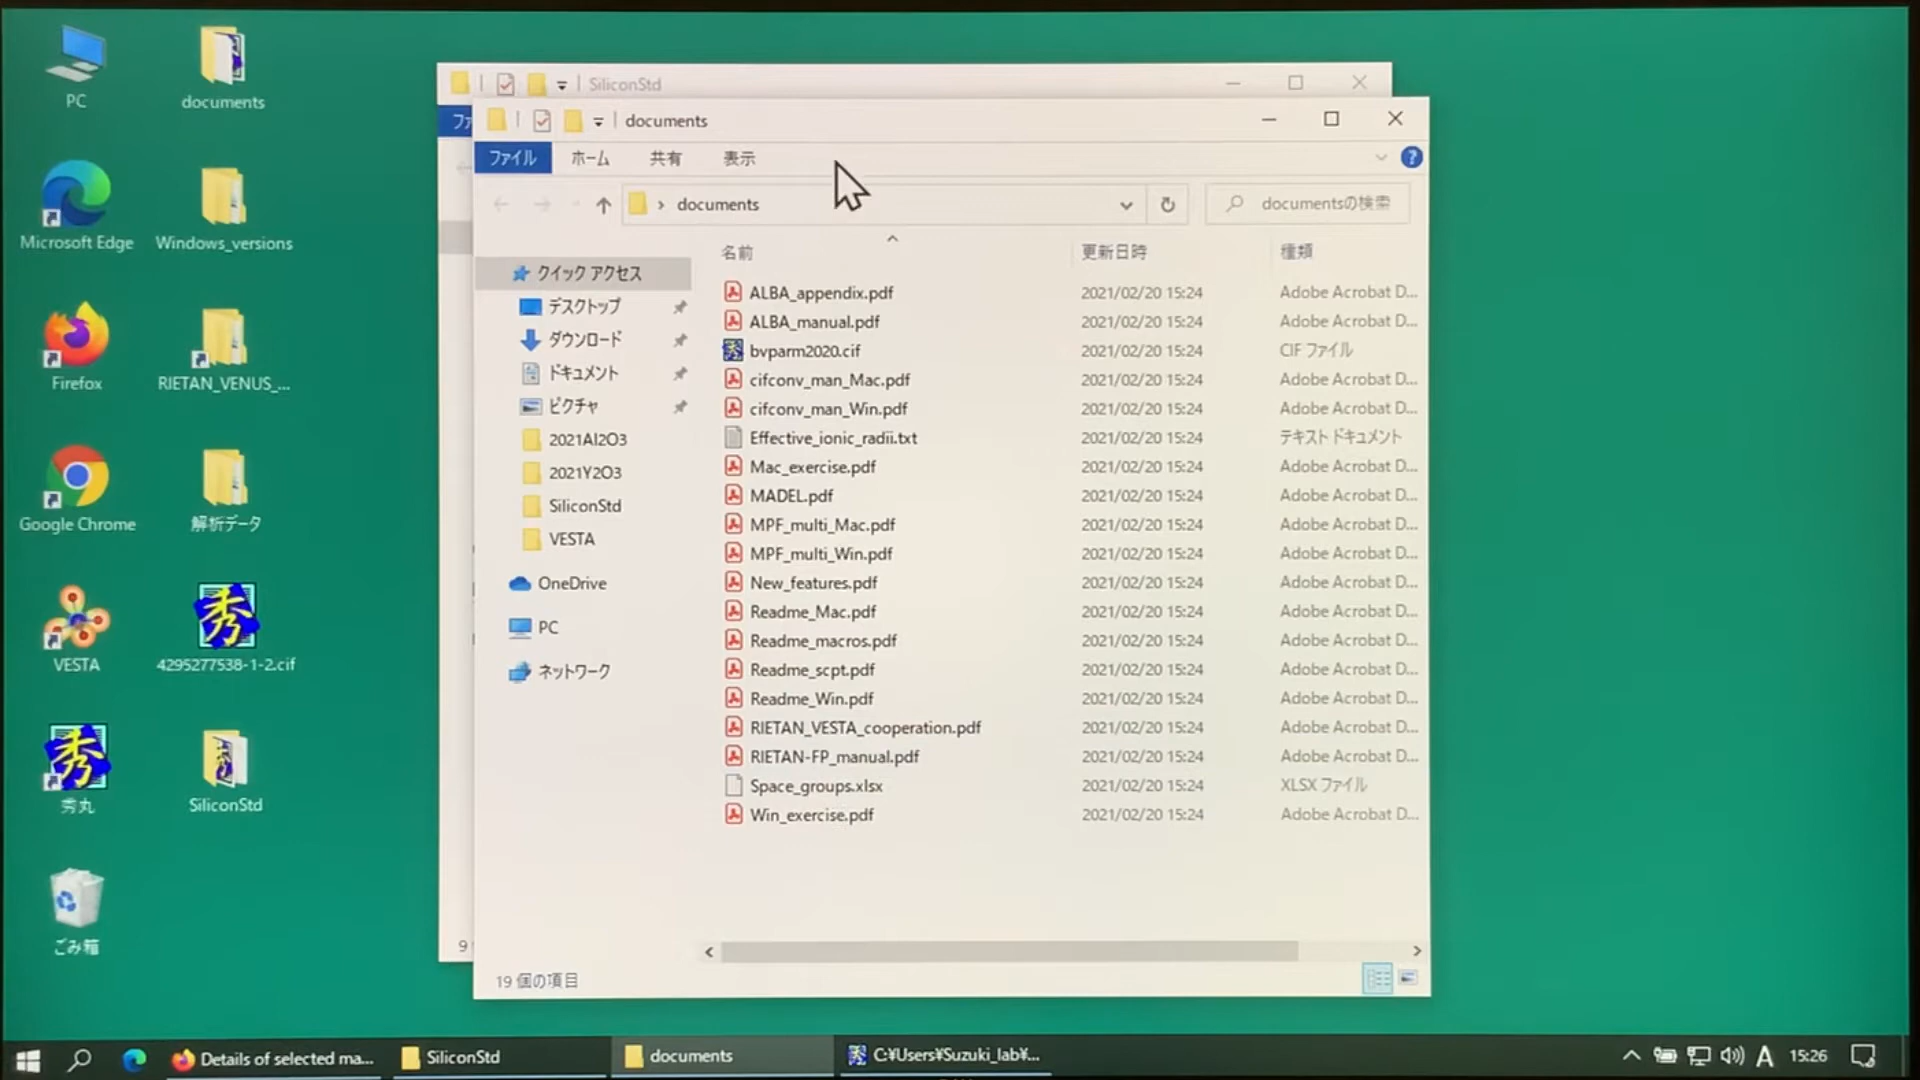 PC
documents
Microsoft Edge
Windows_versions
Firefox
RIETAN_VENUS_...
Google Chrome
解析データ
VESTA
4295277538-1-2.cif
秀丸
SiliconStd
ごみ箱
秀
秀
SiliconStd
ファ
documents
ファイル
ホーム
共有
表示
?
documents
documentsの検索
名前
更新日時
種類
クイック アクセス
デスクトップ
ダウンロード
ドキュメント
ピクチャ
2021Al2O3
2021Y2O3
SiliconStd
VESTA
OneDrive
PC
ネットワーク
ALBA_appendix.pdf 2021/02/20 15:24 Adobe Acrobat D...
ALBA_manual.pdf 2021/02/20 15:24 Adobe Acrobat D...
bvparm2020.cif 2021/02/20 15:24 CIF ファイル
cifconv_man_Mac.pdf 2021/02/20 15:24 Adobe Acrobat D...
cifconv_man_Win.pdf 2021/02/20 15:24 Adobe Acrobat D...
Effective_ionic_radii.txt 2021/02/20 15:24 テキスト ドキュメント
Mac_exercise.pdf 2021/02/20 15:24 Adobe Acrobat D...
MADEL.pdf 2021/02/20 15:24 Adobe Acrobat D...
MPF_multi_Mac.pdf 2021/02/20 15:24 Adobe Acrobat D...
MPF_multi_Win.pdf 2021/02/20 15:24 Adobe Acrobat D...
New_features.pdf 2021/02/20 15:24 Adobe Acrobat D...
Readme_Mac.pdf 2021/02/20 15:24 Adobe Acrobat D...
Readme_macros.pdf 2021/02/20 15:24 Adobe Acrobat D...
Readme_scpt.pdf 2021/02/20 15:24 Adobe Acrobat D...
Readme_Win.pdf 2021/02/20 15:24 Adobe Acrobat D...
RIETAN_VESTA_cooperation.pdf 2021/02/20 15:24 Adobe Acrobat D...
RIETAN-FP_manual.pdf 2021/02/20 15:24 Adobe Acrobat D...
Space_groups.xlsx 2021/02/20 15:24 XLSX ファイル
Win_exercise.pdf 2021/02/20 15:24 Adobe Acrobat D...
9
19 個の項目
Details of selected ma...
SiliconStd
documents
C:¥Users¥Suzuki_lab¥...
A
15:26